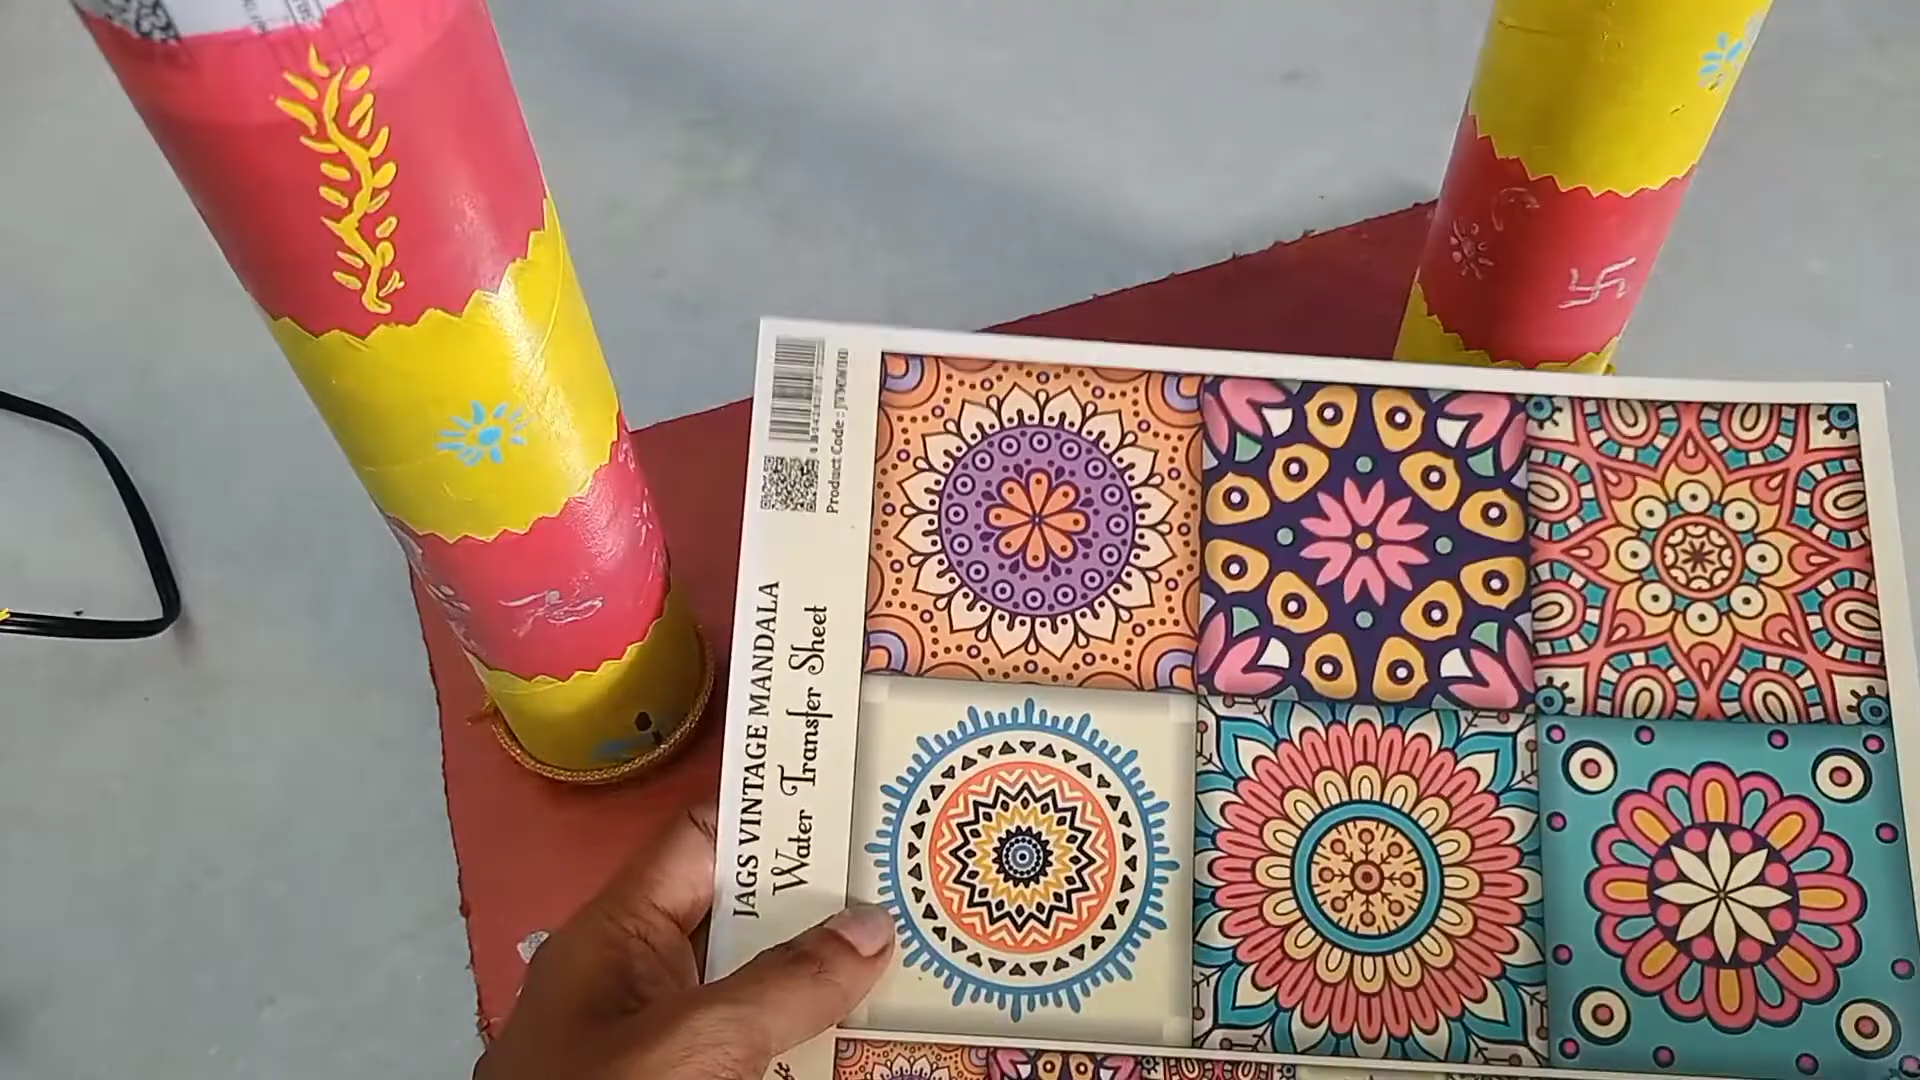 JAGS VINTAGE MANDALA
Water Transfer Sheet
Product Code :